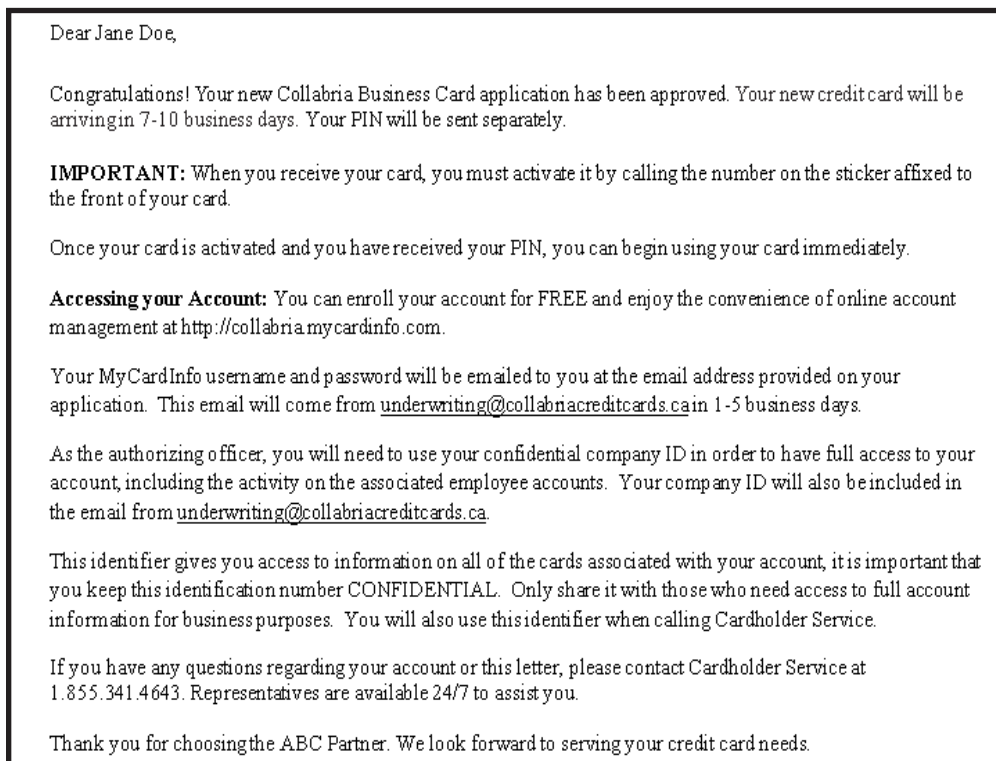 Dear Jane Doe,
Congratulations! Your new Collabria Business Card application has been approved. Your new credit card will be
arriving in 7-10 business days. Your PIN will be sent separately.
IMPORTANT: When you receive your card, you must activate it by calling the number on the sticker affixed to
the front of your card.
Once your card is activated and you have received your PIN, you can begin using your card immediately.
Accessing your Account: You can enroll your account for FREE and enjoy the convenience of online account
management at http://collabria.mycardinfo.com.
Your MyCardInfo username and password will be emailed to you at the email address provided on your
application. This email will come from underwriting@collabriacreditcards.ca in 1-5 business days.
As the authorizing officer, you will need to use your confidential company ID in order to have full access to your
account, including the activity on the associated employee accounts. Your company ID will also be included in
the email from underwriting@collabriacreditcards.ca.
This identifier gives you access to information on all of the cards associated with your account, it is important that
you keep this identification number CONFIDENTIAL. Only share it with those who need access to full account
information for business purposes. You will also use this identifier when calling Cardholder Service.
If you have any questions regarding your account or this letter, please contact Cardholder Service at
1.855.341.4643. Representatives are available 24/7 to assist you.
Thank you for choosing the ABC Partner. We look forward to serving your credit card needs.